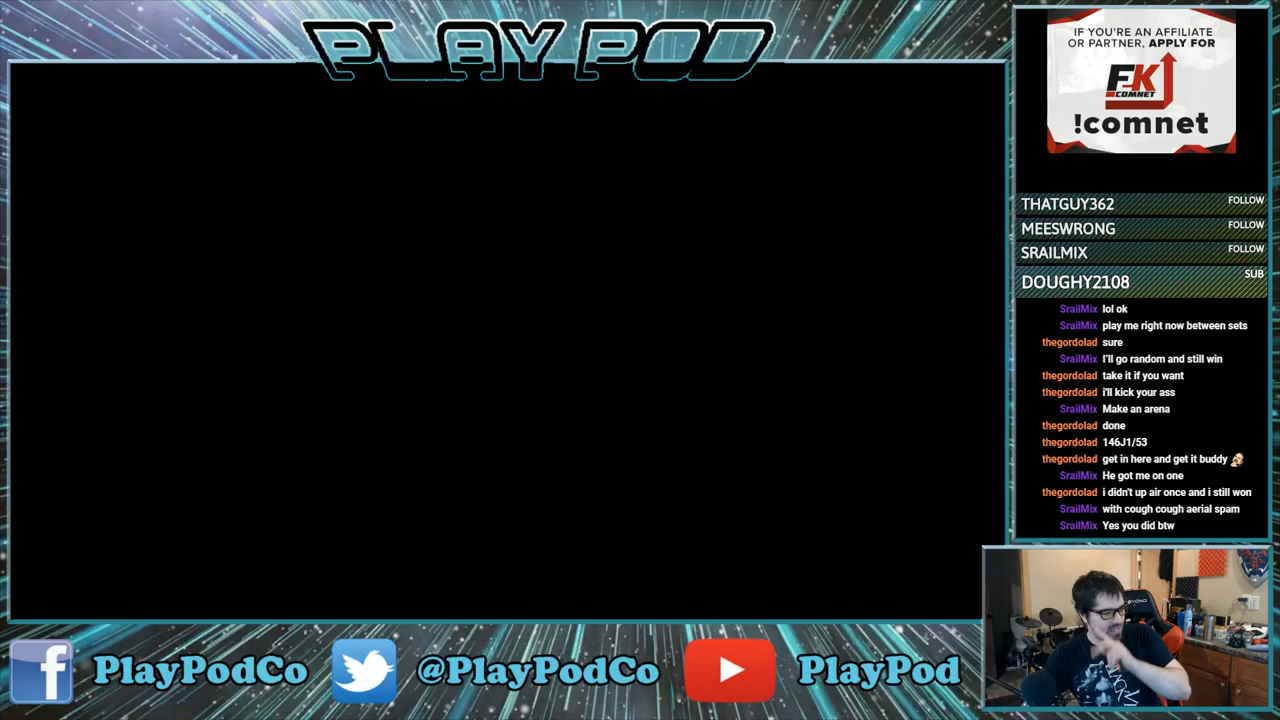 PLAY POD
IF YOU'RE AN AFFILIATE
OR PARTNER, APPLY FOR
F2K
COMNET
!comnet
THATGUY362 FOLLOW
MEESWRONG FOLLOW
SRAILMIX FOLLOW
DOUGHY2108 SUB
SrailMix lol ok
SrailMix play me right now between sets
thegordolad sure
SrailMix I'll go random and still win
thegordolad take it if you want
thegordolad i'll kick your ass
SrailMix Make an arena
thegordolad done
thegordolad 146J1/53
thegordolad get in here and get it buddy
SrailMix He got me on one
thegordolad i didn't up air once and i still won
SrailMix with cough cough aerial spam
SrailMix Yes you did btw
PlayPodCo
@PlayPodCo
PlayPod